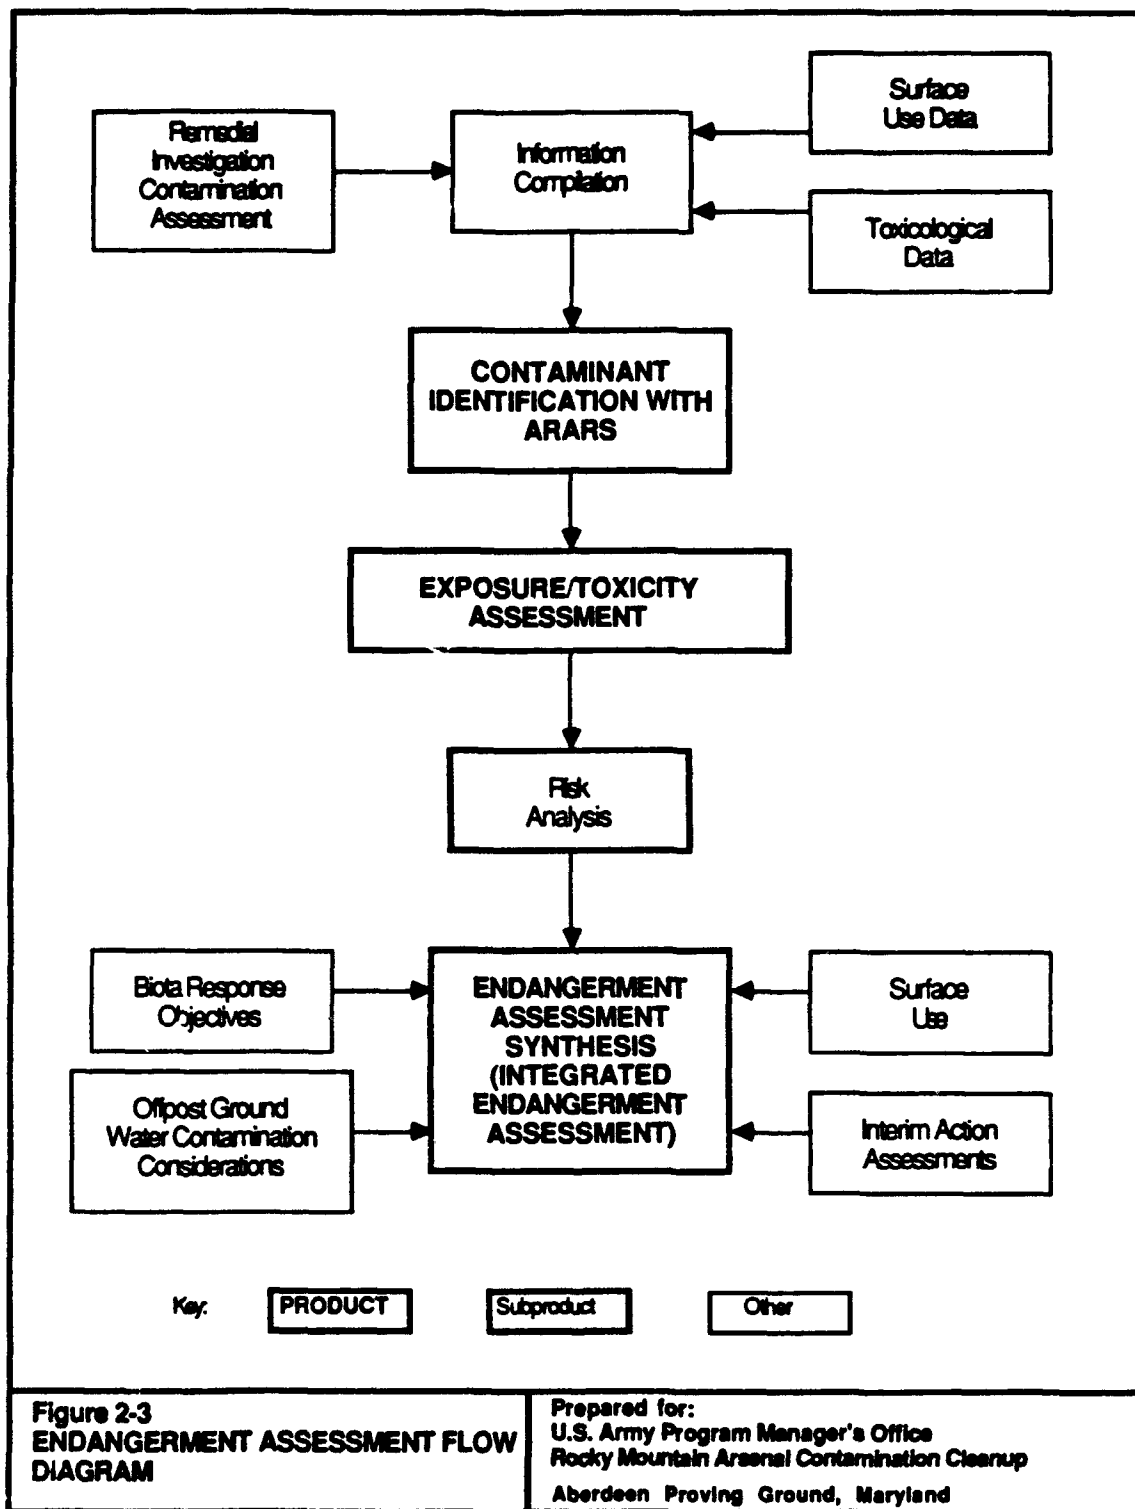 Remedial
Investigation
Contamination
Assessment
Information
Compilation
Surface
Use Data
Toxicological
Data
CONTAMINANT
IDENTIFICATION WITH
ARARS
EXPOSURE/TOXICITY
ASSESSMENT
Risk
Analysis
Biota Response
Objectives
Offpost Ground
Water Contamination
Considerations
ENDANGERMENT
ASSESSMENT
SYNTHESIS
(INTEGRATED
ENDANGERMENT
ASSESSMENT)
Surface
Use
Interim Action
Assessments
Key:
PRODUCT
Subproduct
Other
Figure 2-3
ENDANGERMENT ASSESSMENT FLOW
DIAGRAM
Prepared for:
U.S. Army Program Manager's Office
Rocky Mountain Arsenal Contamination Cleanup
Aberdeen Proving Ground, Maryland